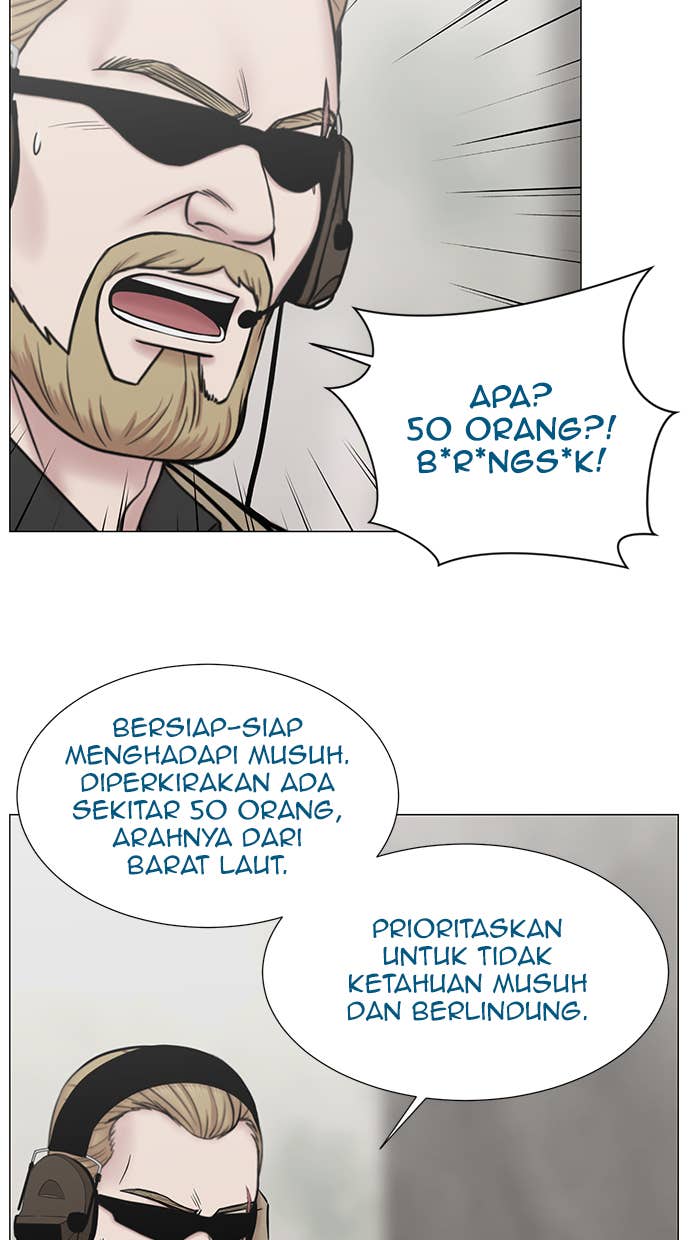 APA?
50 ORANG?!
B*R*NGS*K!
BERSIAP-SIAP
MENGHADAPI MUSUH.
DIPERKIRAKAN ADA
SEKITAR 50 ORANG,
ARAHNYA DARI
BARAT LAUT.
PRIORITASKAN
UNTUK TIDAK
KETAHUAN MUSUH
DAN BERLINDUNG.